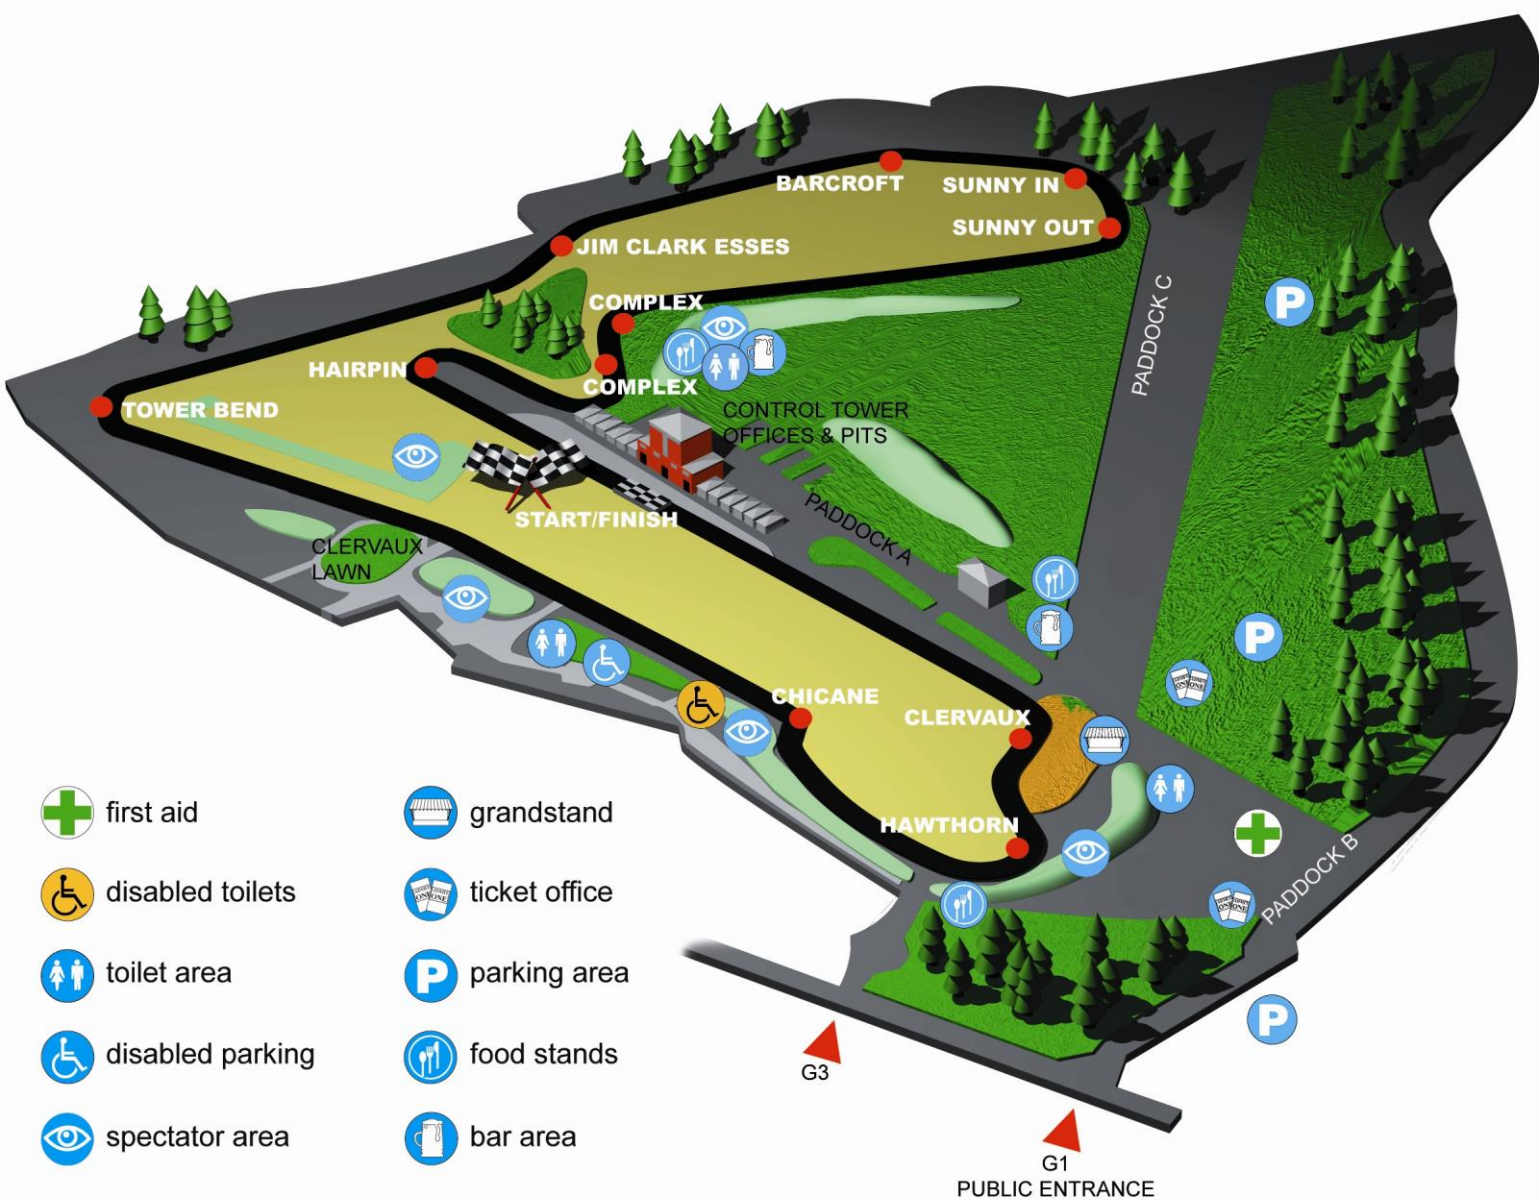 BARCROFT
SUNNY IN
SUNNY OUT
JIM CLARK ESSES
COMPLEX
PADDOCK C
P
HAIRPIN
COMPLEX
TOWER BEND
CONTROL TOWER
OFFICES & PITS
START/FINISH
PADDOCK A
CLERVAUX
LAWN
P
CHICANE
CLERVAUX
HAWTHORN
PADDOCK B
P
first aid
grandstand
disabled toilets
ticket office
toilet area
P parking area
disabled parking
food stands
spectator area
bar area
G3
G1
PUBLIC ENTRANCE